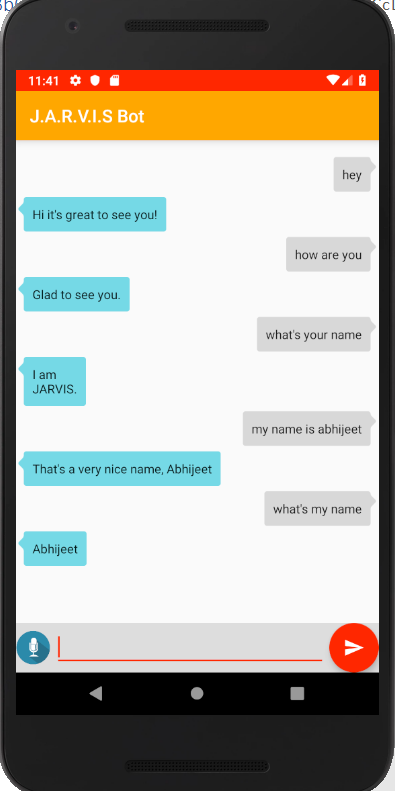 11:41
J.A.R.V.I.S Bot
hey
Hi it's great to see you!
how are you
Glad to see you.
what's your name
I am
JARVIS.
my name is abhijeet
That's a very nice name, Abhijeet
what's my name
Abhijeet